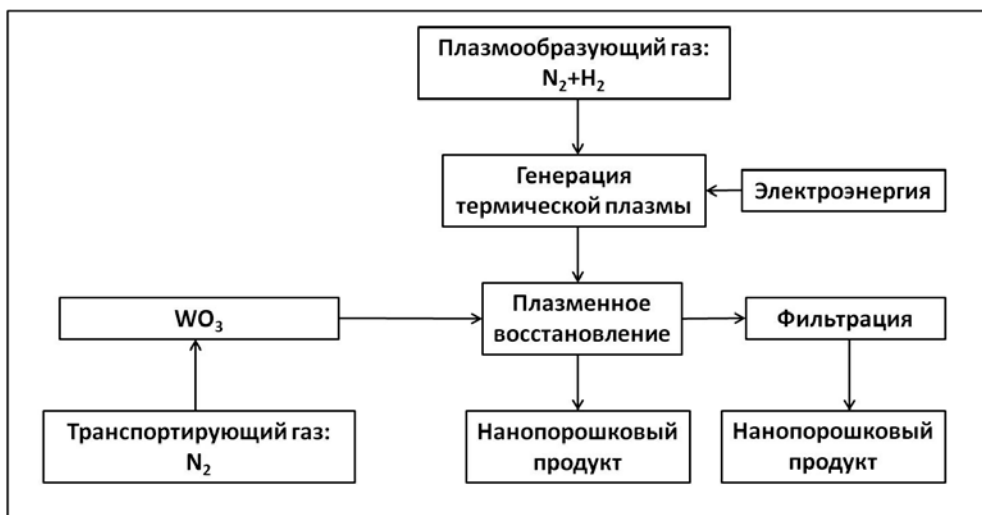 Плазмообразующий газ:
N₂+H₂
Генерация
термической плазмы
Электроэнергия
WO₃
Плазменное
восстановление
Фильтрация
Транспортирующий газ:
N₂
Нанопорошковый
продукт
Нанопорошковый
продукт